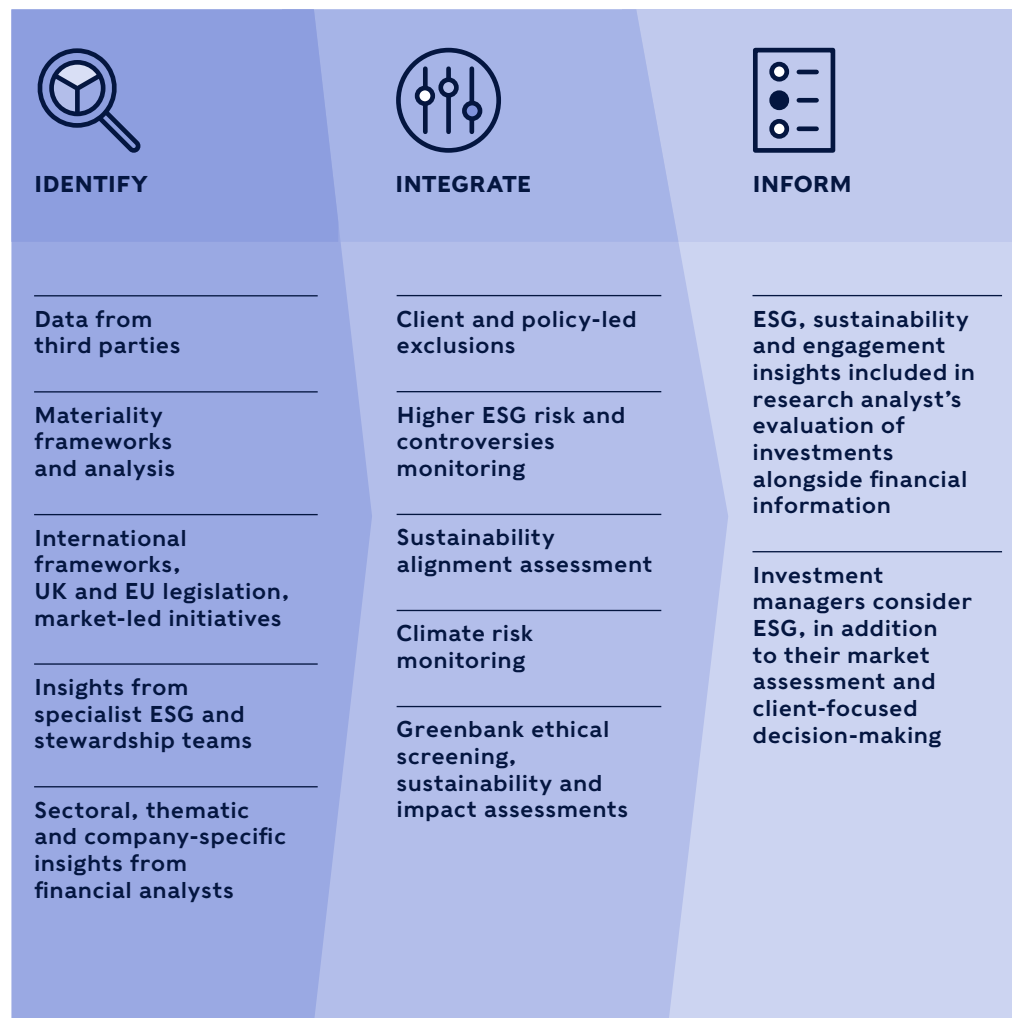 IDENTIFY
Data from
third parties
Materiality
frameworks
and analysis
International
frameworks,
UK and EU legislation,
market-led initiatives
Insights from
specialist ESG and
stewardship teams
Sectoral, thematic
and company-specific
insights from
financial analysts
INTEGRATE
Client and policy-led
exclusions
Higher ESG risk and
controversies
monitoring
Sustainability
alignment assessment
Climate risk
monitoring
Greenbank ethical
screening,
sustainability and
impact assessments
INFORM
ESG, sustainability
and engagement
insights included in
research analyst’s
evaluation of
investments
alongside financial
information
Investment
managers consider
ESG, in addition
to their market
assessment and
client-focused
decision-making